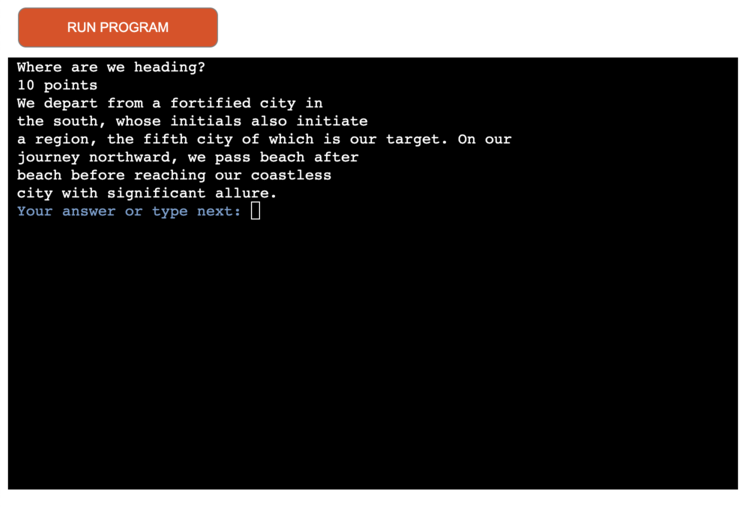 RUN PROGRAM
Where are we heading?
10 points
We depart from a fortified city in
the south, whose initials also initiate
a region, the fifth city of which is our target. On our
journey northward, we pass beach after
beach before reaching our coastless
city with significant allure.
Your answer or type next: